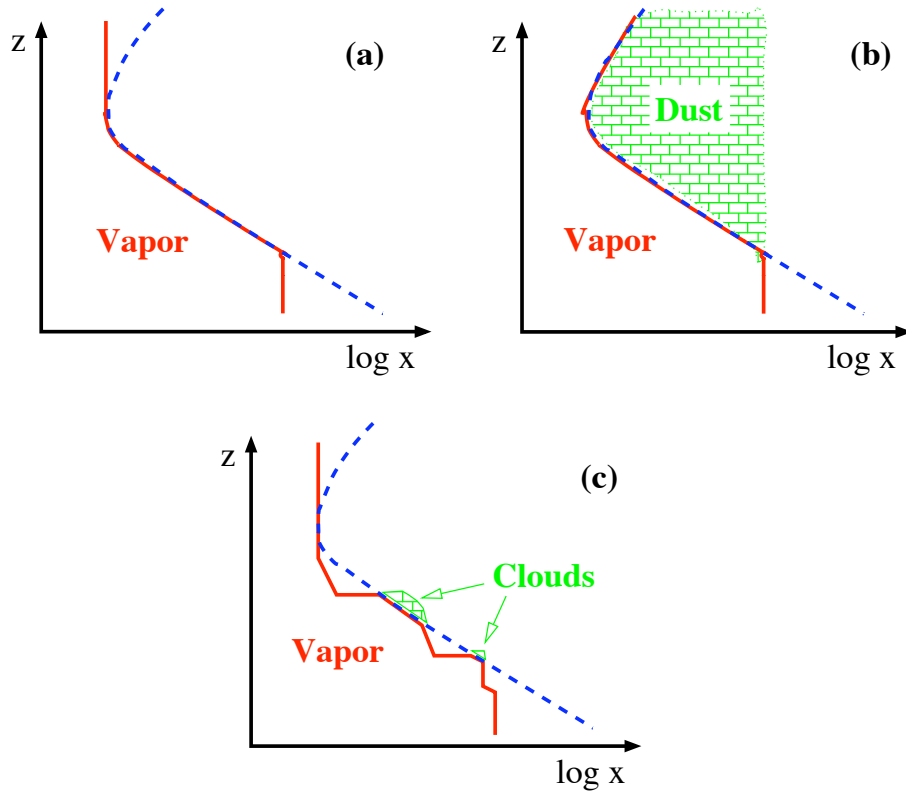 z
(a)
Vapor
log x
z
(b)
Dust
Vapor
log x
z
(c)
Clouds
Vapor
log x